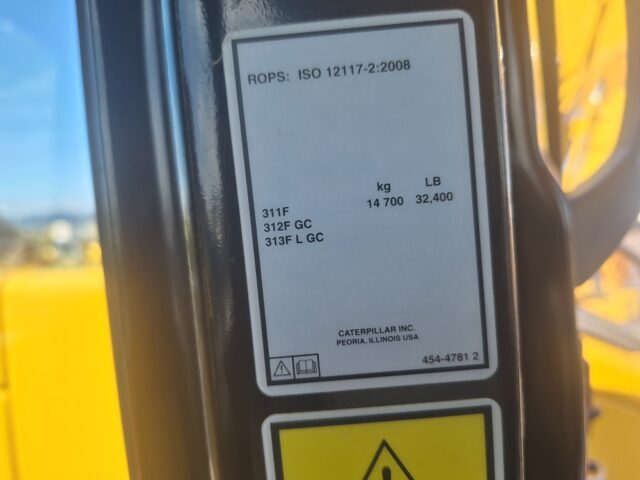 ROPS: ISO 12117-2:2008
kg LB
311F 14 700 32,400
312F GC
313F L GC
CATERPILLAR INC.
PEORIA, ILLINOIS USA
454-4781 2